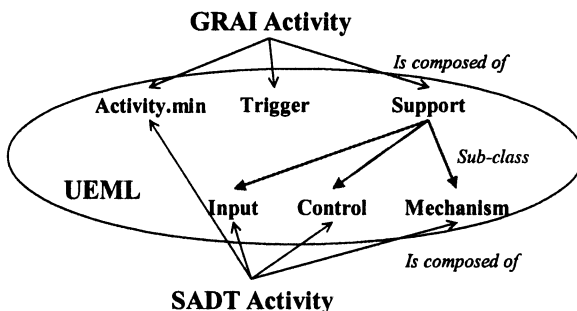 GRAI Activity
Is composed of
Activity.min Trigger Support
Sub-class
UEML
Input Control Mechanism
Is composed of
SADT Activity